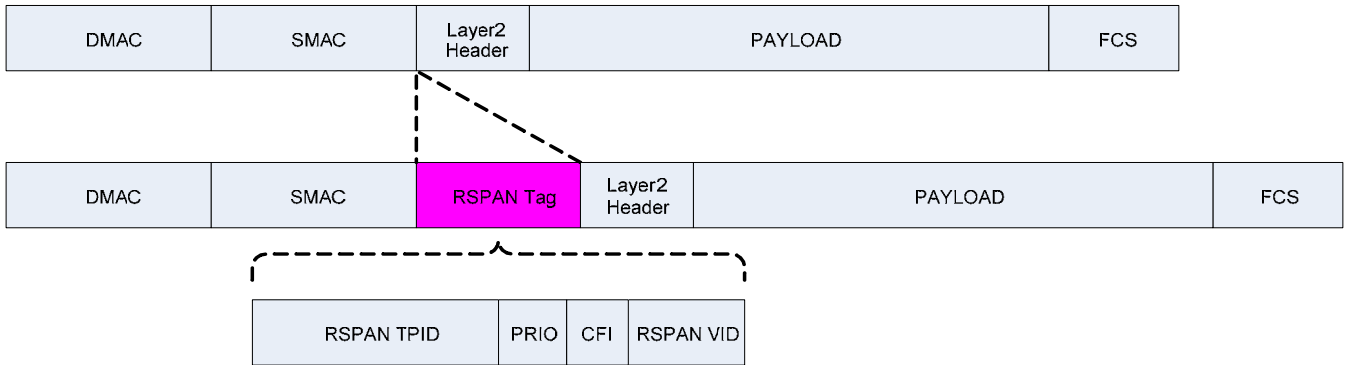 DMAC SMAC Layer2 Header PAYLOAD FCS
DMAC SMAC RSPAN Tag Layer2 Header PAYLOAD FCS
RSPAN TPID PRIO CFI RSPAN VID